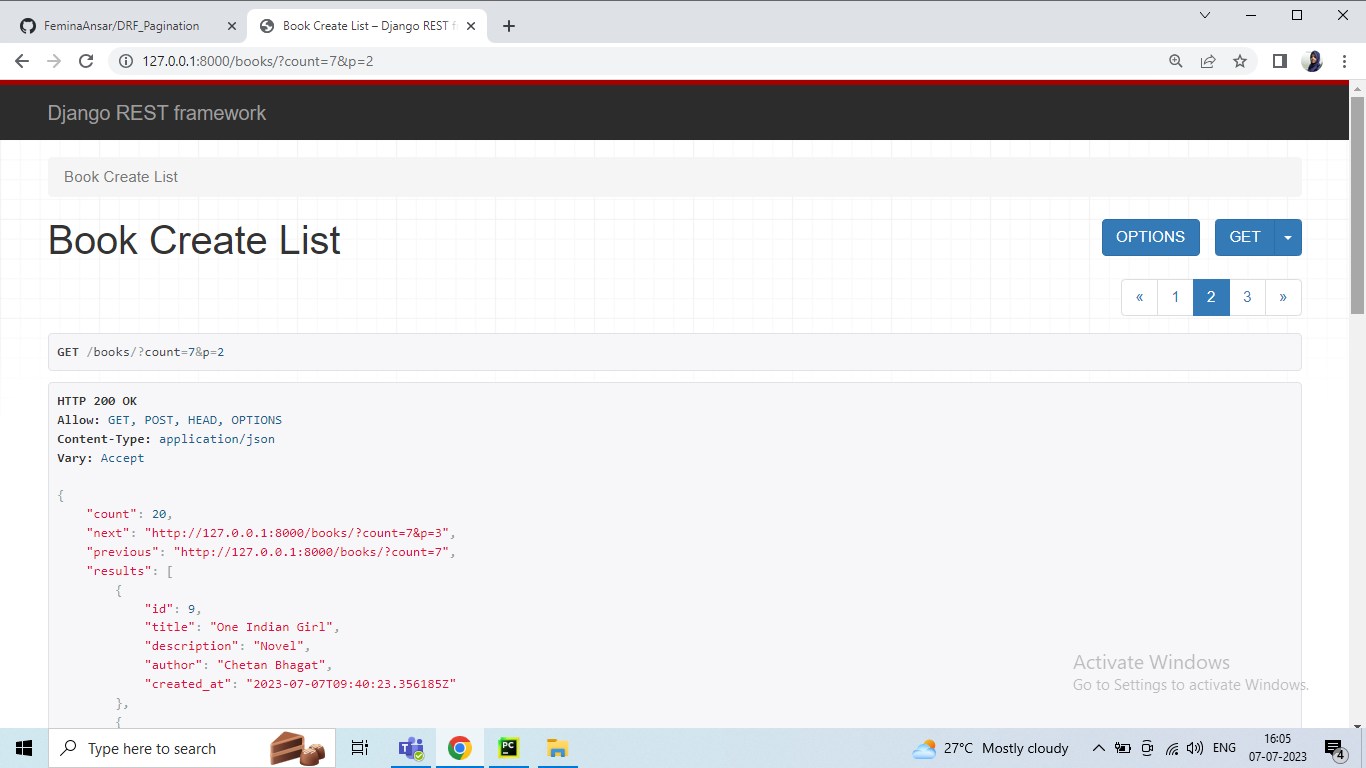 FeminaAnsar/DRF_Pagination
Book Create List – Django REST f
127.0.0.1:8000/books/?count=7&p=2
Django REST framework
Book Create List
Book Create List
OPTIONS
GET
« 1 2 3 »
GET /books/?count=7&p=2
HTTP 200 OK
Allow: GET, POST, HEAD, OPTIONS
Content-Type: application/json
Vary: Accept
{
"count": 20,
"next": "http://127.0.0.1:8000/books/?count=7&p=3",
"previous": "http://127.0.0.1:8000/books/?count=7",
"results": [
{
"id": 9,
"title": "One Indian Girl",
"description": "Novel",
"author": "Chetan Bhagat",
"created_at": "2023-07-07T09:40:23.356185Z"
},
{
Activate Windows
Go to Settings to activate Windows.
Type here to search
PC
27°C Mostly cloudy
ENG
16:05
07-07-2023
4